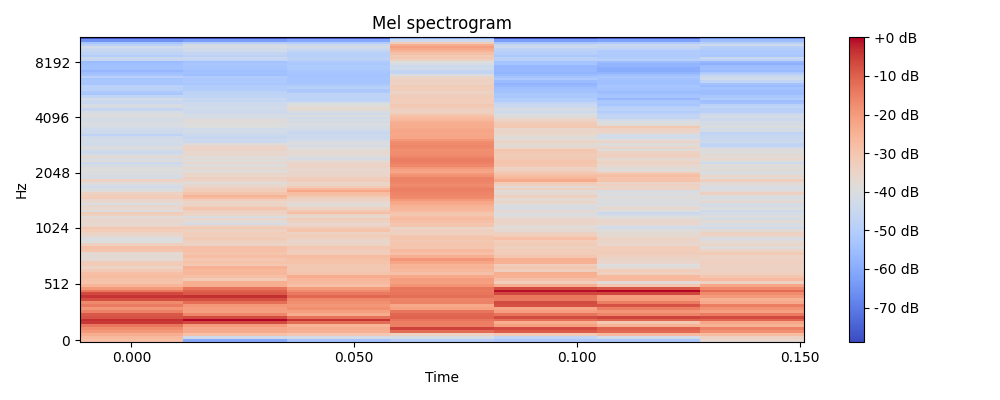 Mel spectrogram
8192
4096
2048
1024
512
0
Hz
0.000
0.050
0.100
0.150
Time
+0 dB
-10 dB
-20 dB
-30 dB
-40 dB
-50 dB
-60 dB
-70 dB